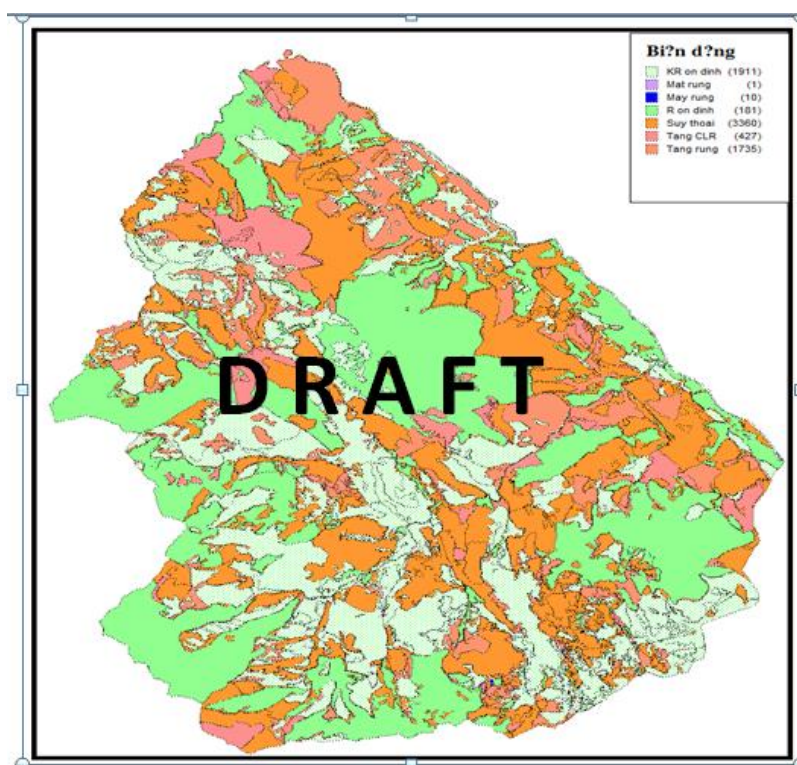 Bi?n d?ng
KR on dinh (1911)
Mat rung (1)
May rung (10)
R on dinh (181)
Suy thoai (3360)
Tang CLR (427)
Tang rung (1735)
DRAFT